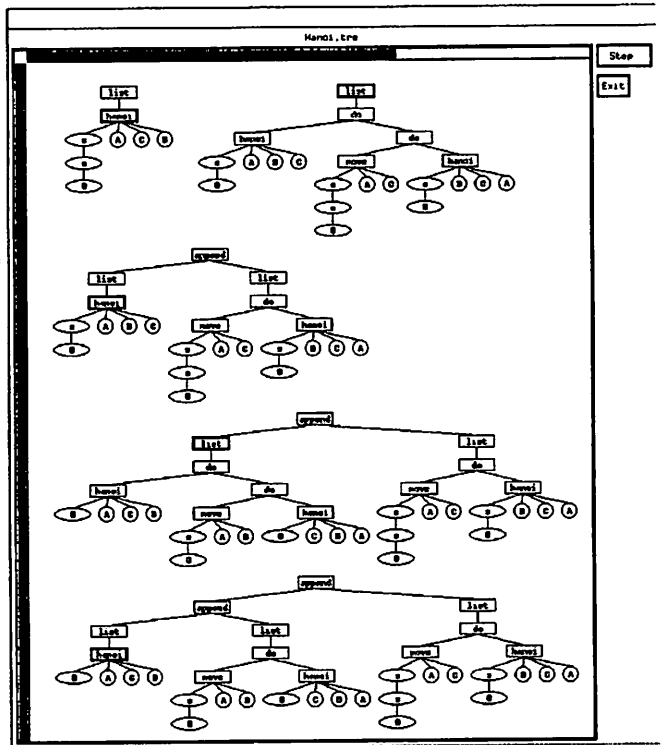 Hanoi.tre
Step
Exit
list list
hanoi do
s A C B hanoi do
s s A B C move hanoi
0 0 s A C s B C A
s 0
0
append
list list
hanoi do
s A B C move hanoi
0 s A C s B C A
s 0
0
append
list list
do do
hanoi do move hanoi
0 A C B move hanoi s A C s B C A
s A B 0 C B A s 0
0 0
append
append list
list list do
hanoi do move hanoi
0 A C B move hanoi s A C s B C A
s A B 0 C B A s 0
0 0